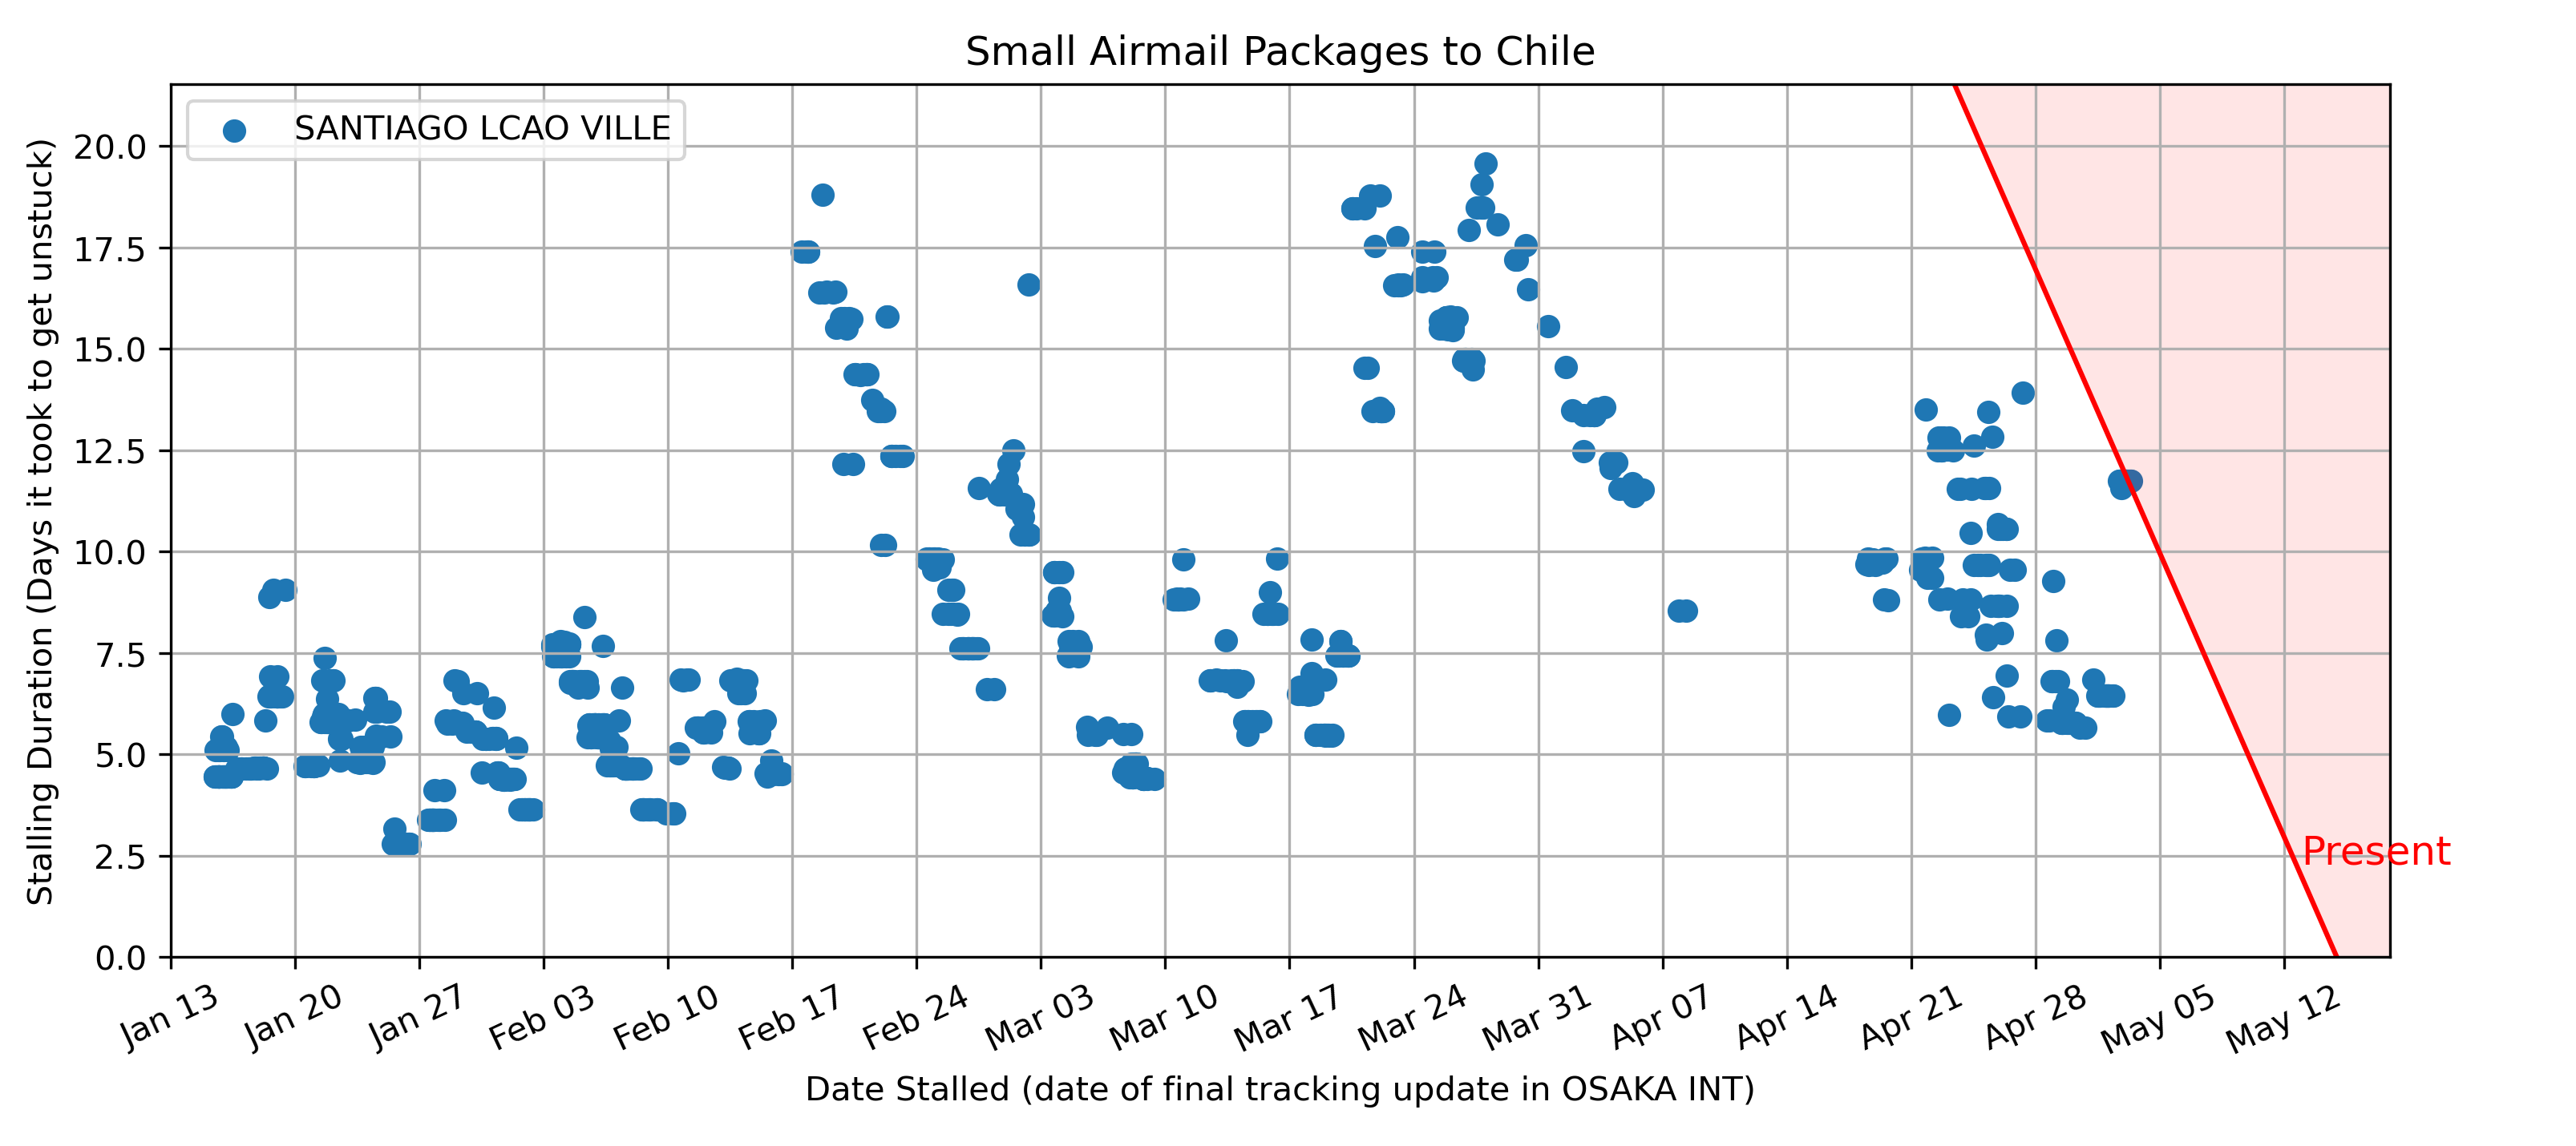 Small Airmail Packages to Chile
SANTIAGO LCAO VILLE
Stalling Duration (Days it took to get unstuck)
20.0
17.5
15.0
12.5
10.0
7.5
5.0
2.5
0.0
Present
Jan 13 Jan 20 Jan 27 Feb 03 Feb 10 Feb 17 Feb 24 Mar 03 Mar 10 Mar 17 Mar 24 Mar 31 Apr 07 Apr 14 Apr 21 Apr 28 May 05 May 12
Date Stalled (date of final tracking update in OSAKA INT)